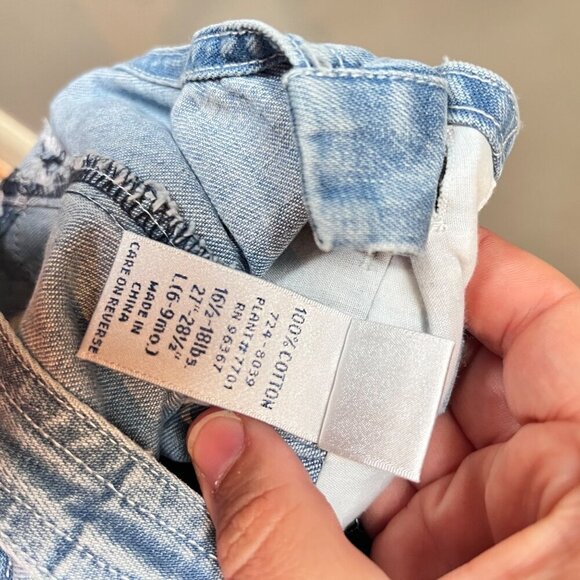 100% COTTON
724-8039
PLANT# 7701
RN 96367
16½-18lbs.
27"-28½"
L(6-9mo.)
MADE IN
CHINA
CARE ON REVERSE